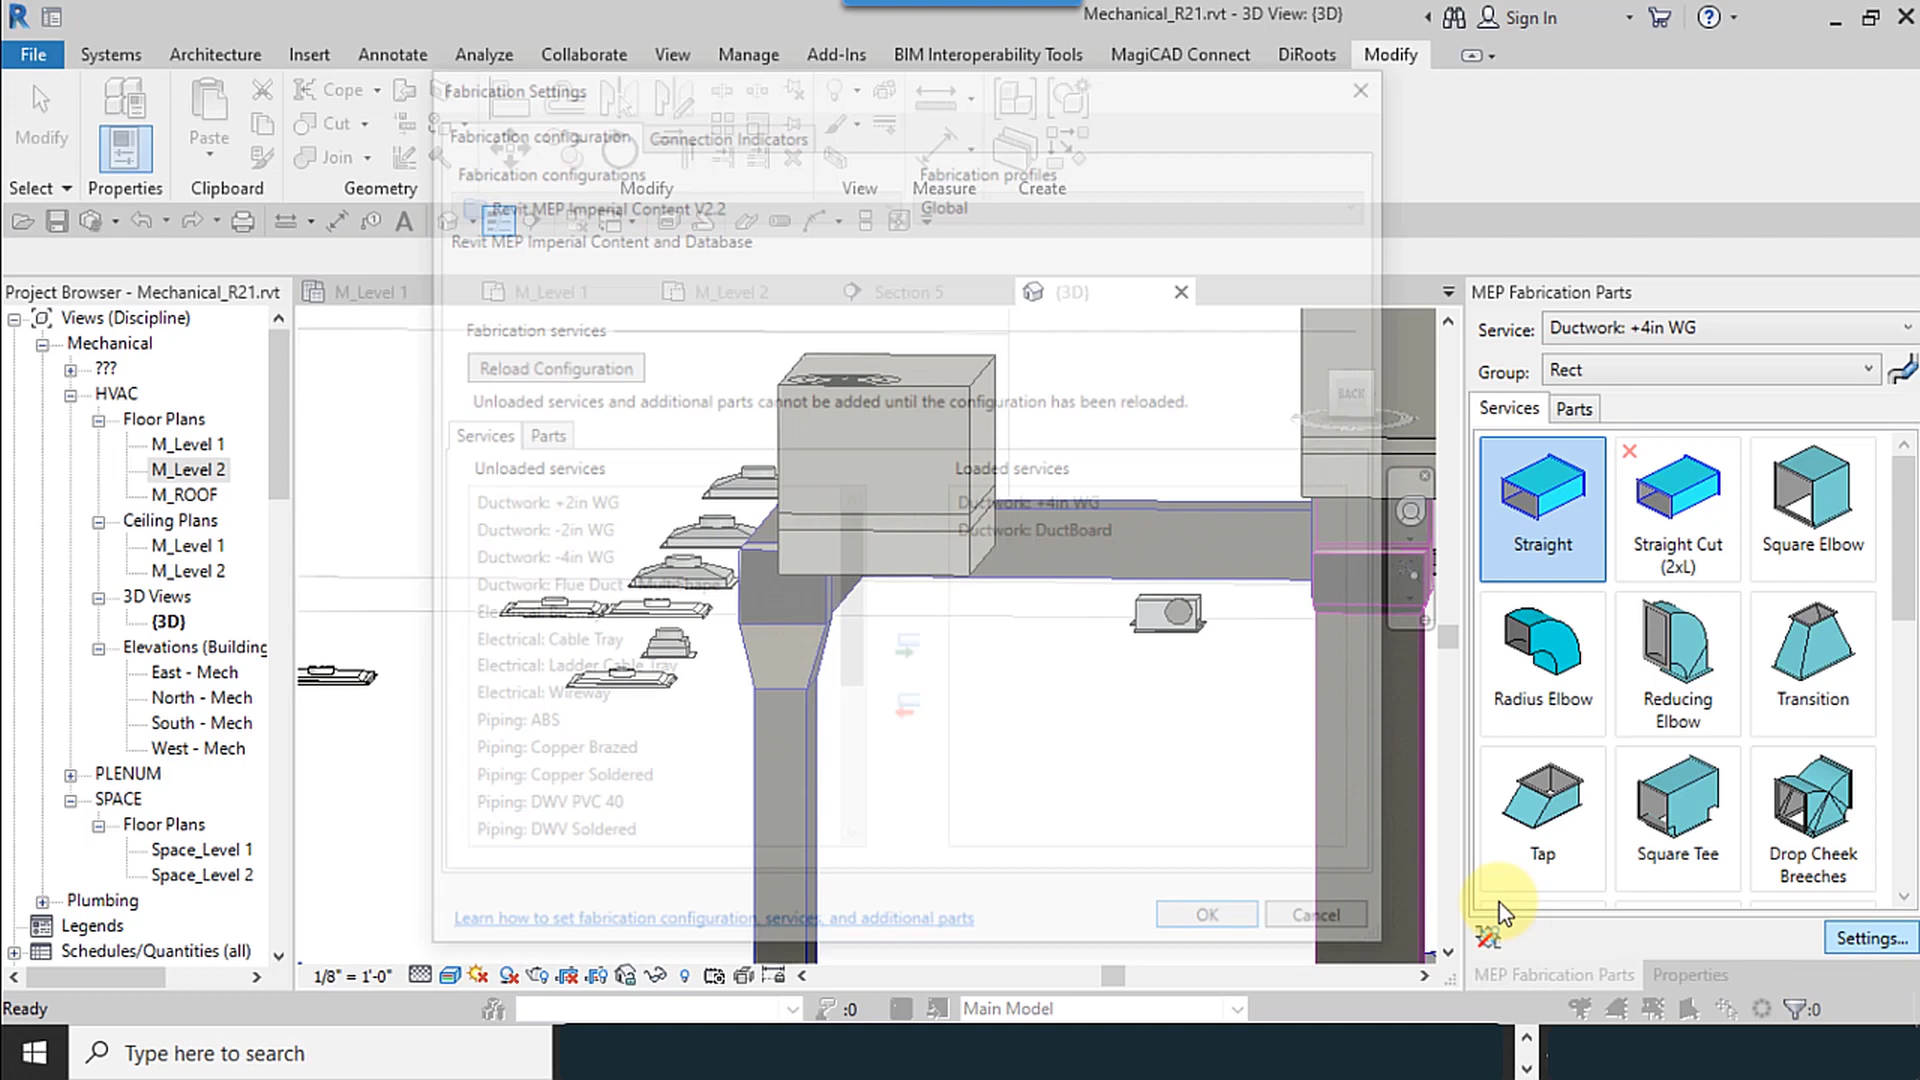 Mechanical_R21.rvt - 3D View: {3D}
Sign In
File
Systems
Architecture
Insert
Annotate
Analyze
Collaborate
View
Manage
Add-Ins
BIM Interoperability Tools
MagiCAD Connect
DiRoots
Modify
Modify
Paste
Cope
Cut
Join
Select
Properties
Clipboard
Geometry
Modify
View
Measure
Create
Fabrication Settings
Fabrication configuration
Connection Indicators
Fabrication configurations
Fabrication profiles
Revit MEP Imperial Content V2.2
Global
Revit MEP Imperial Content and Database
Fabrication services
Reload Configuration
Unloaded services and additional parts cannot be added until the configuration has been reloaded.
Services
Parts
Unloaded services
Loaded services
Ductwork: +2in WG
Ductwork: -2in WG
Ductwork: -4in WG
Ductwork: Flue Duct - MultiShape
Electrical: Cable Tray
Electrical: Ladder Cable Tray
Electrical: Wireway
Piping: ABS
Piping: Copper Brazed
Piping: Copper Soldered
Piping: DWV PVC 40
Piping: DWV Soldered
Ductwork: +4in WG
Ductwork: DuctBoard
Learn how to set fabrication configuration, services, and additional parts
OK
Cancel
Project Browser - Mechanical_R21.rvt
Views (Discipline)
Mechanical
???
HVAC
Floor Plans
M_Level 1
M_Level 2
M_ROOF
Ceiling Plans
M_Level 1
M_Level 2
3D Views
{3D}
Elevations (Building
East - Mech
North - Mech
South - Mech
West - Mech
PLENUM
SPACE
Floor Plans
Space_Level 1
Space_Level 2
Plumbing
Legends
Schedules/Quantities (all)
M_Level 1
M_Level 1
M_Level 2
Section 5
{3D}
BACK
MEP Fabrication Parts
Service:
Ductwork: +4in WG
Group:
Rect
Services
Parts
Straight
Straight Cut (2xL)
Square Elbow
Radius Elbow
Reducing Elbow
Transition
Tap
Square Tee
Drop Cheek Breeches
Settings...
MEP Fabrication Parts
Properties
1/8" = 1'-0"
Ready
:0
Main Model
:0
Type here to search